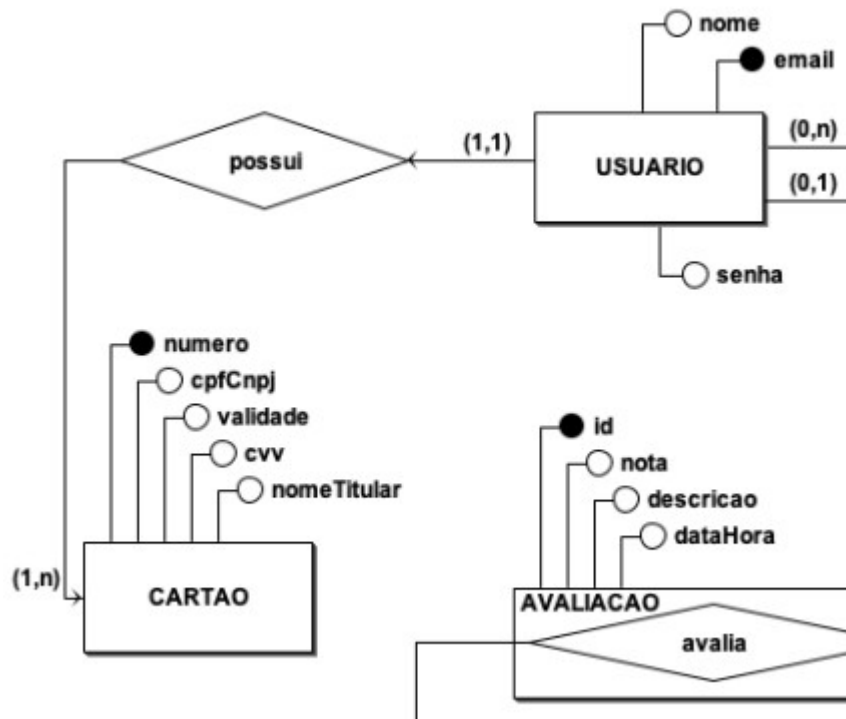 nome
email
(0,n)
(1,1)
possui
USUARIO
(0,1)
senha
numero
cpfCnpj
validade
cvv
nomeTitular
id
nota
descricao
dataHora
(1,n)
CARTAO
AVALIACAO
avalia